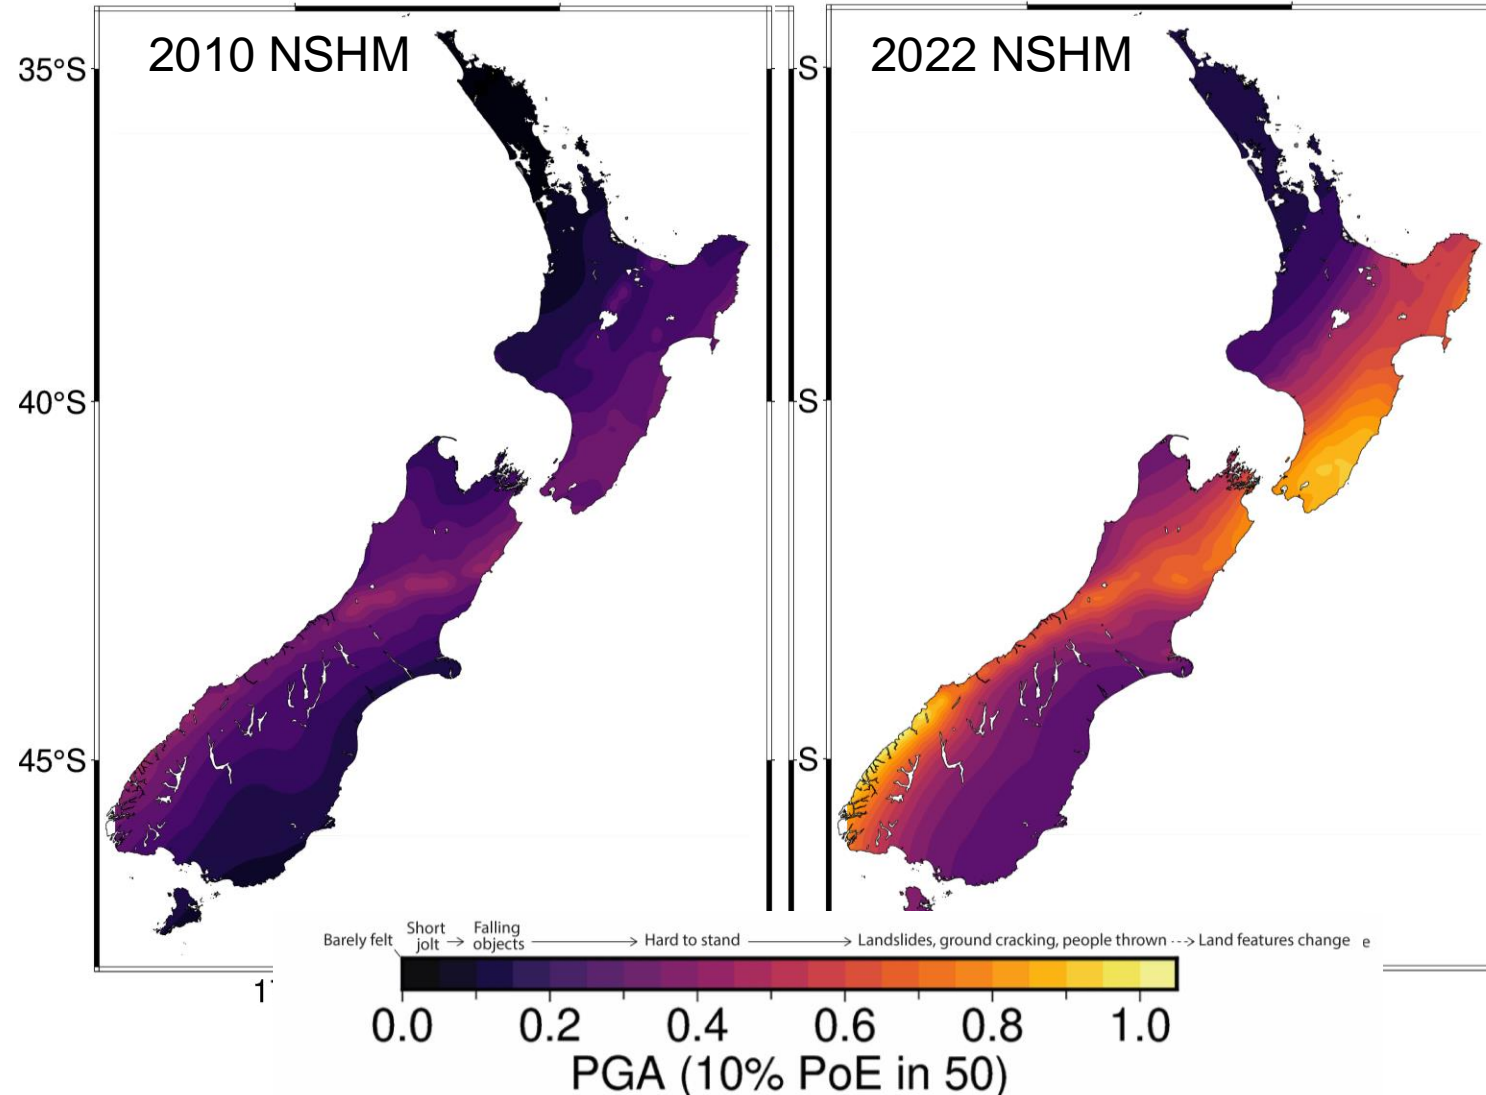 2010 NSHM
2022 NSHM
35°S
S
40°S
S
45°S
S
1
Barely felt Short jolt → Falling objects → Hard to stand → Landslides, ground cracking, people thrown --→ Land features change e
0.0 0.2 0.4 0.6 0.8 1.0
PGA (10% PoE in 50)